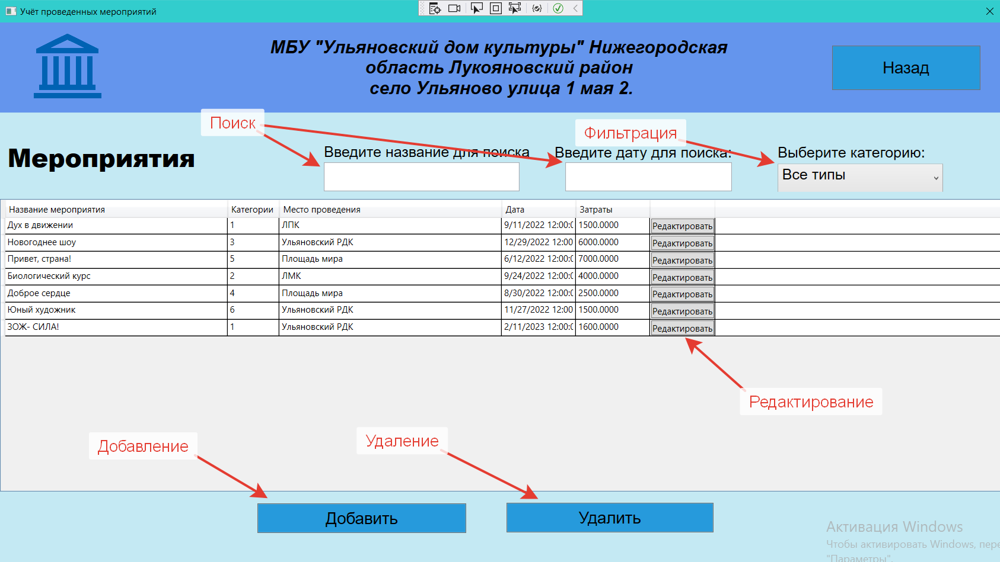 Учёт проведенных мероприятий
МБУ "Ульяновский дом культуры" Нижегородская
область Лукояновский район
село Ульяново улица 1 мая 2.
Назад
Поиск
Фильтрация
Мероприятия
Введите название для поиска
Введите дату для поиска:
Выберите категорию:
Все типы
Название мероприятия Категории Место проведения Дата Затраты
Дух в движении 1 ЛПК 9/11/2022 12:00:0 1500.0000 Редактировать
Новогоднее шоу 3 Ульяновский РДК 12/29/2022 12:00 6000.0000 Редактировать
Привет, страна! 5 Площадь мира 6/12/2022 12:00:0 7000.0000 Редактировать
Биологический курс 2 ЛМК 9/24/2022 12:00:0 4000.0000 Редактировать
Доброе сердце 4 Площадь мира 8/30/2022 12:00:0 2500.0000 Редактировать
Юный художник 6 Ульяновский РДК 11/27/2022 12:00 1500.0000 Редактировать
ЗОЖ- СИЛА! 1 Ульяновский РДК 2/11/2023 12:00:0 1600.0000 Редактировать
Редактирование
Добавление
Удаление
Добавить
Удалить
Активация Windows
Чтобы активировать Windows, пере
"Параметры".